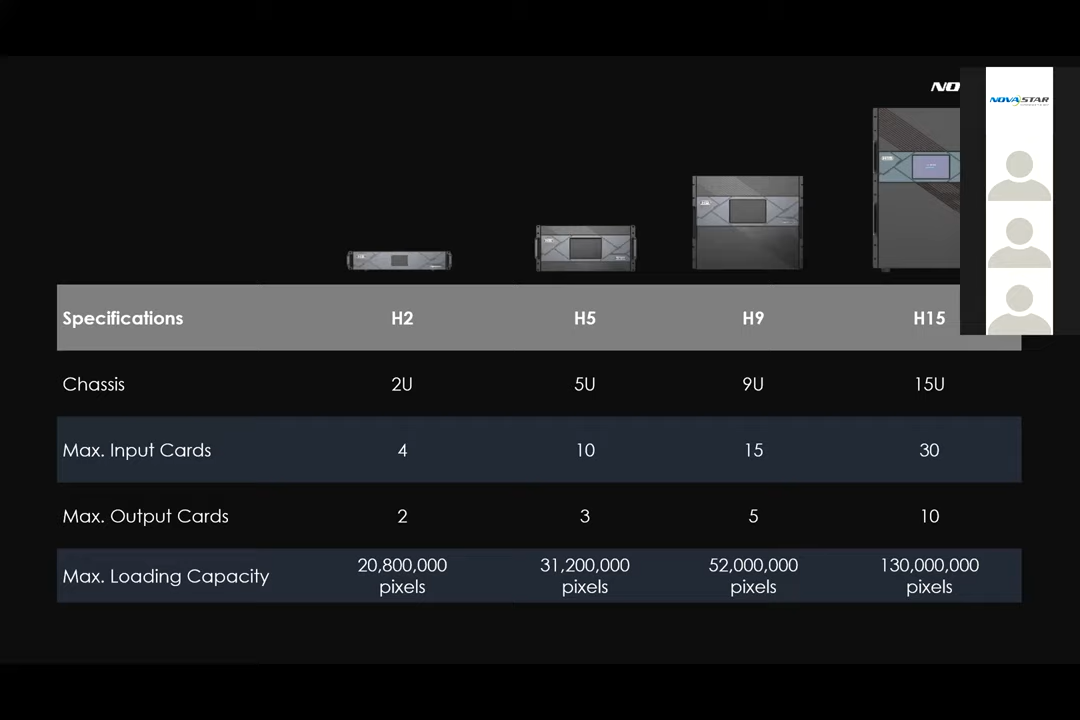 NO
NOVASTAR
Specifications H2 H5 H9 H15
Chassis 2U 5U 9U 15U
Max. Input Cards 4 10 15 30
Max. Output Cards 2 3 5 10
Max. Loading Capacity 20,800,000 pixels 31,200,000 pixels 52,000,000 pixels 130,000,000 pixels